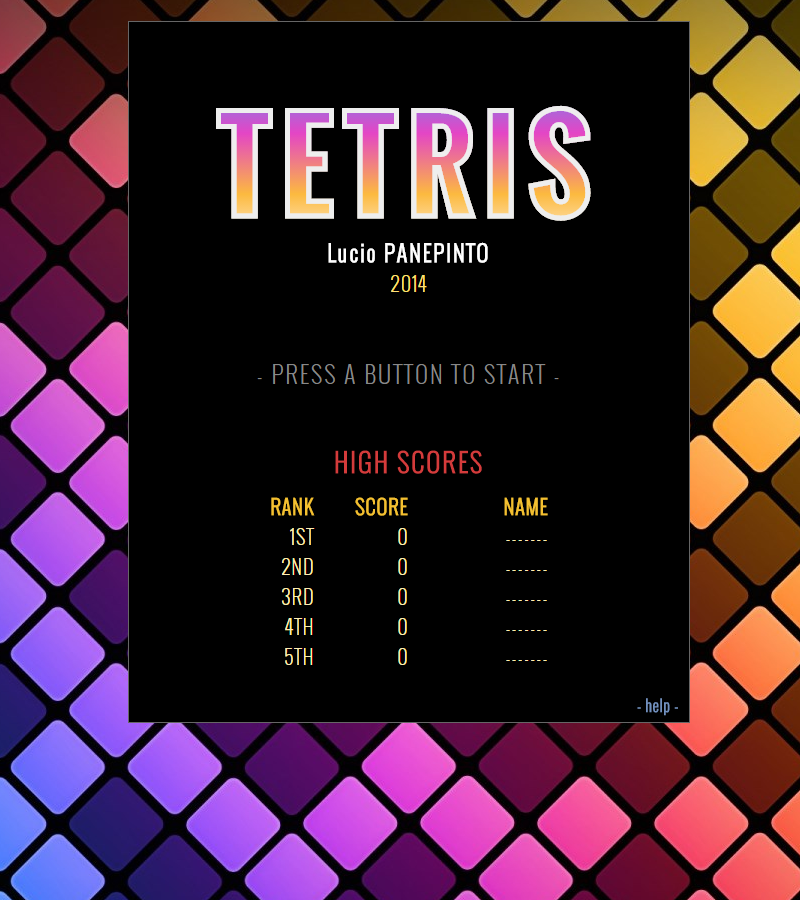 TETRIS
Lucio PANEPINTO
2014
- PRESS A BUTTON TO START -
HIGH SCORES
RANK SCORE NAME
1ST 0 -------
2ND 0 -------
3RD 0 -------
4TH 0 -------
5TH 0 -------
- help -